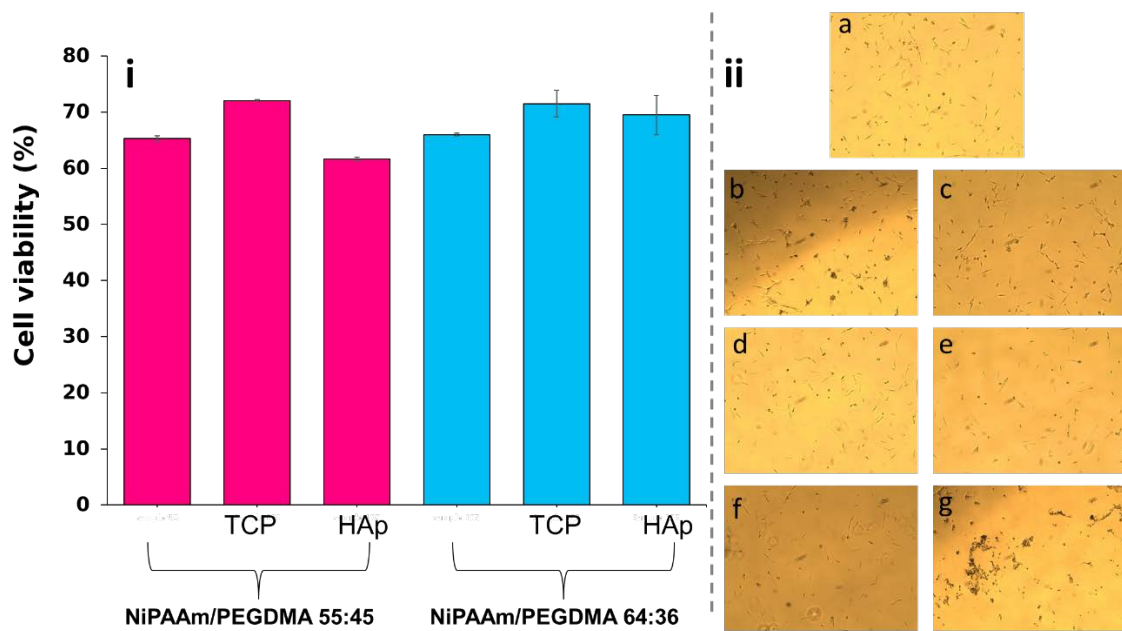 i
Cell viability (%)
80
70
60
50
40
30
20
10
0
TCP
HAp
TCP
HAp
NiPAAm/PEGDMA 55:45
NiPAAm/PEGDMA 64:36
ii
a
b
c
d
e
f
g